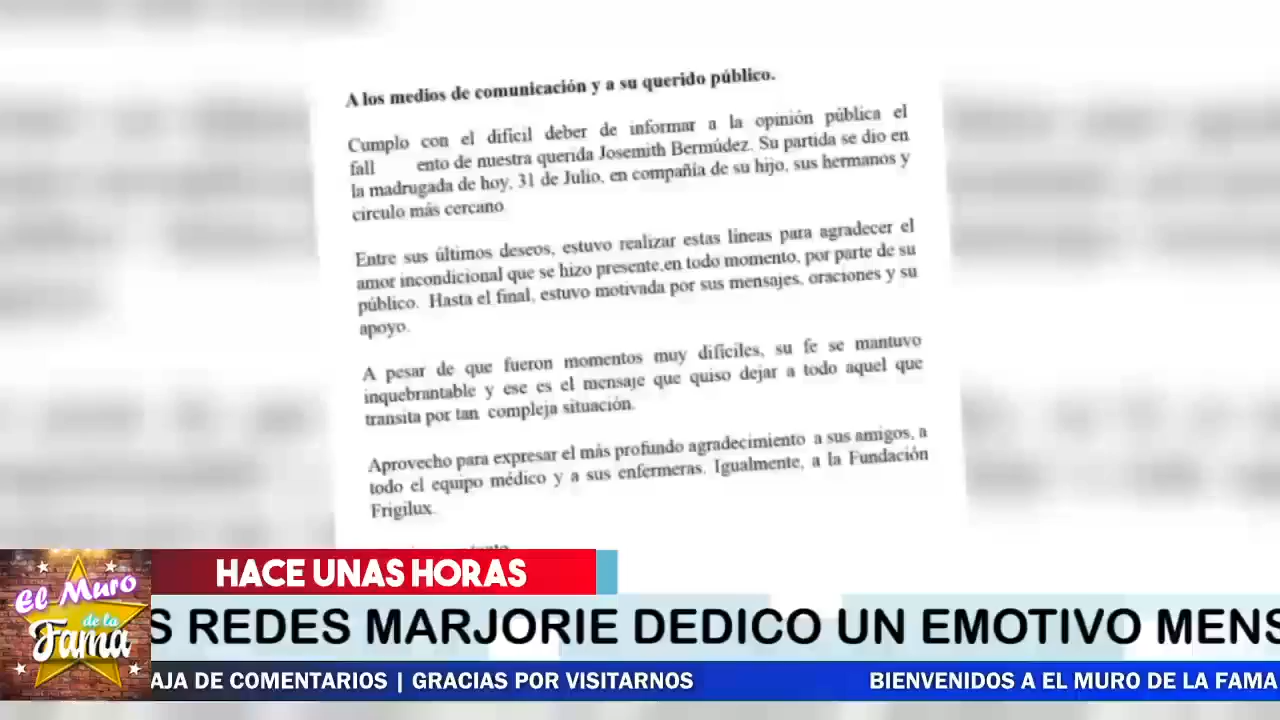 A los medios de comunicación y a su querido público.
Cumplo con el difícil deber de informar a la opinión pública el
fall ento de nuestra querida Josemith Bermúdez. Su partida se dio en
la madrugada de hoy, 31 de Julio, en compañía de su hijo, sus hermanos y
circulo más cercano
Entre sus últimos deseos, estuvo realizar estas líneas para agradecer el
amor incondicional que se hizo presente,en todo momento, por parte de su
público. Hasta el final, estuvo motivada por sus mensajes, oraciones y su
apoyo.
A pesar de que fueron momentos muy difíciles, su fe se mantuvo
inquebrantable y ese es el mensaje que quiso dejar a todo aquel que
transita por tan compleja situación.
Aprovecho para expresar el más profundo agradecimiento a sus amigos, a
todo el equipo médico y a sus enfermeras. Igualmente, a la Fundación
Frigilux.
HACE UNAS HORAS
El Muro
de la
Fama
S REDES MARJORIE DEDICO UN EMOTIVO MENS
AJA DE COMENTARIOS | GRACIAS POR VISITARNOS BIENVENIDOS A EL MURO DE LA FAMA